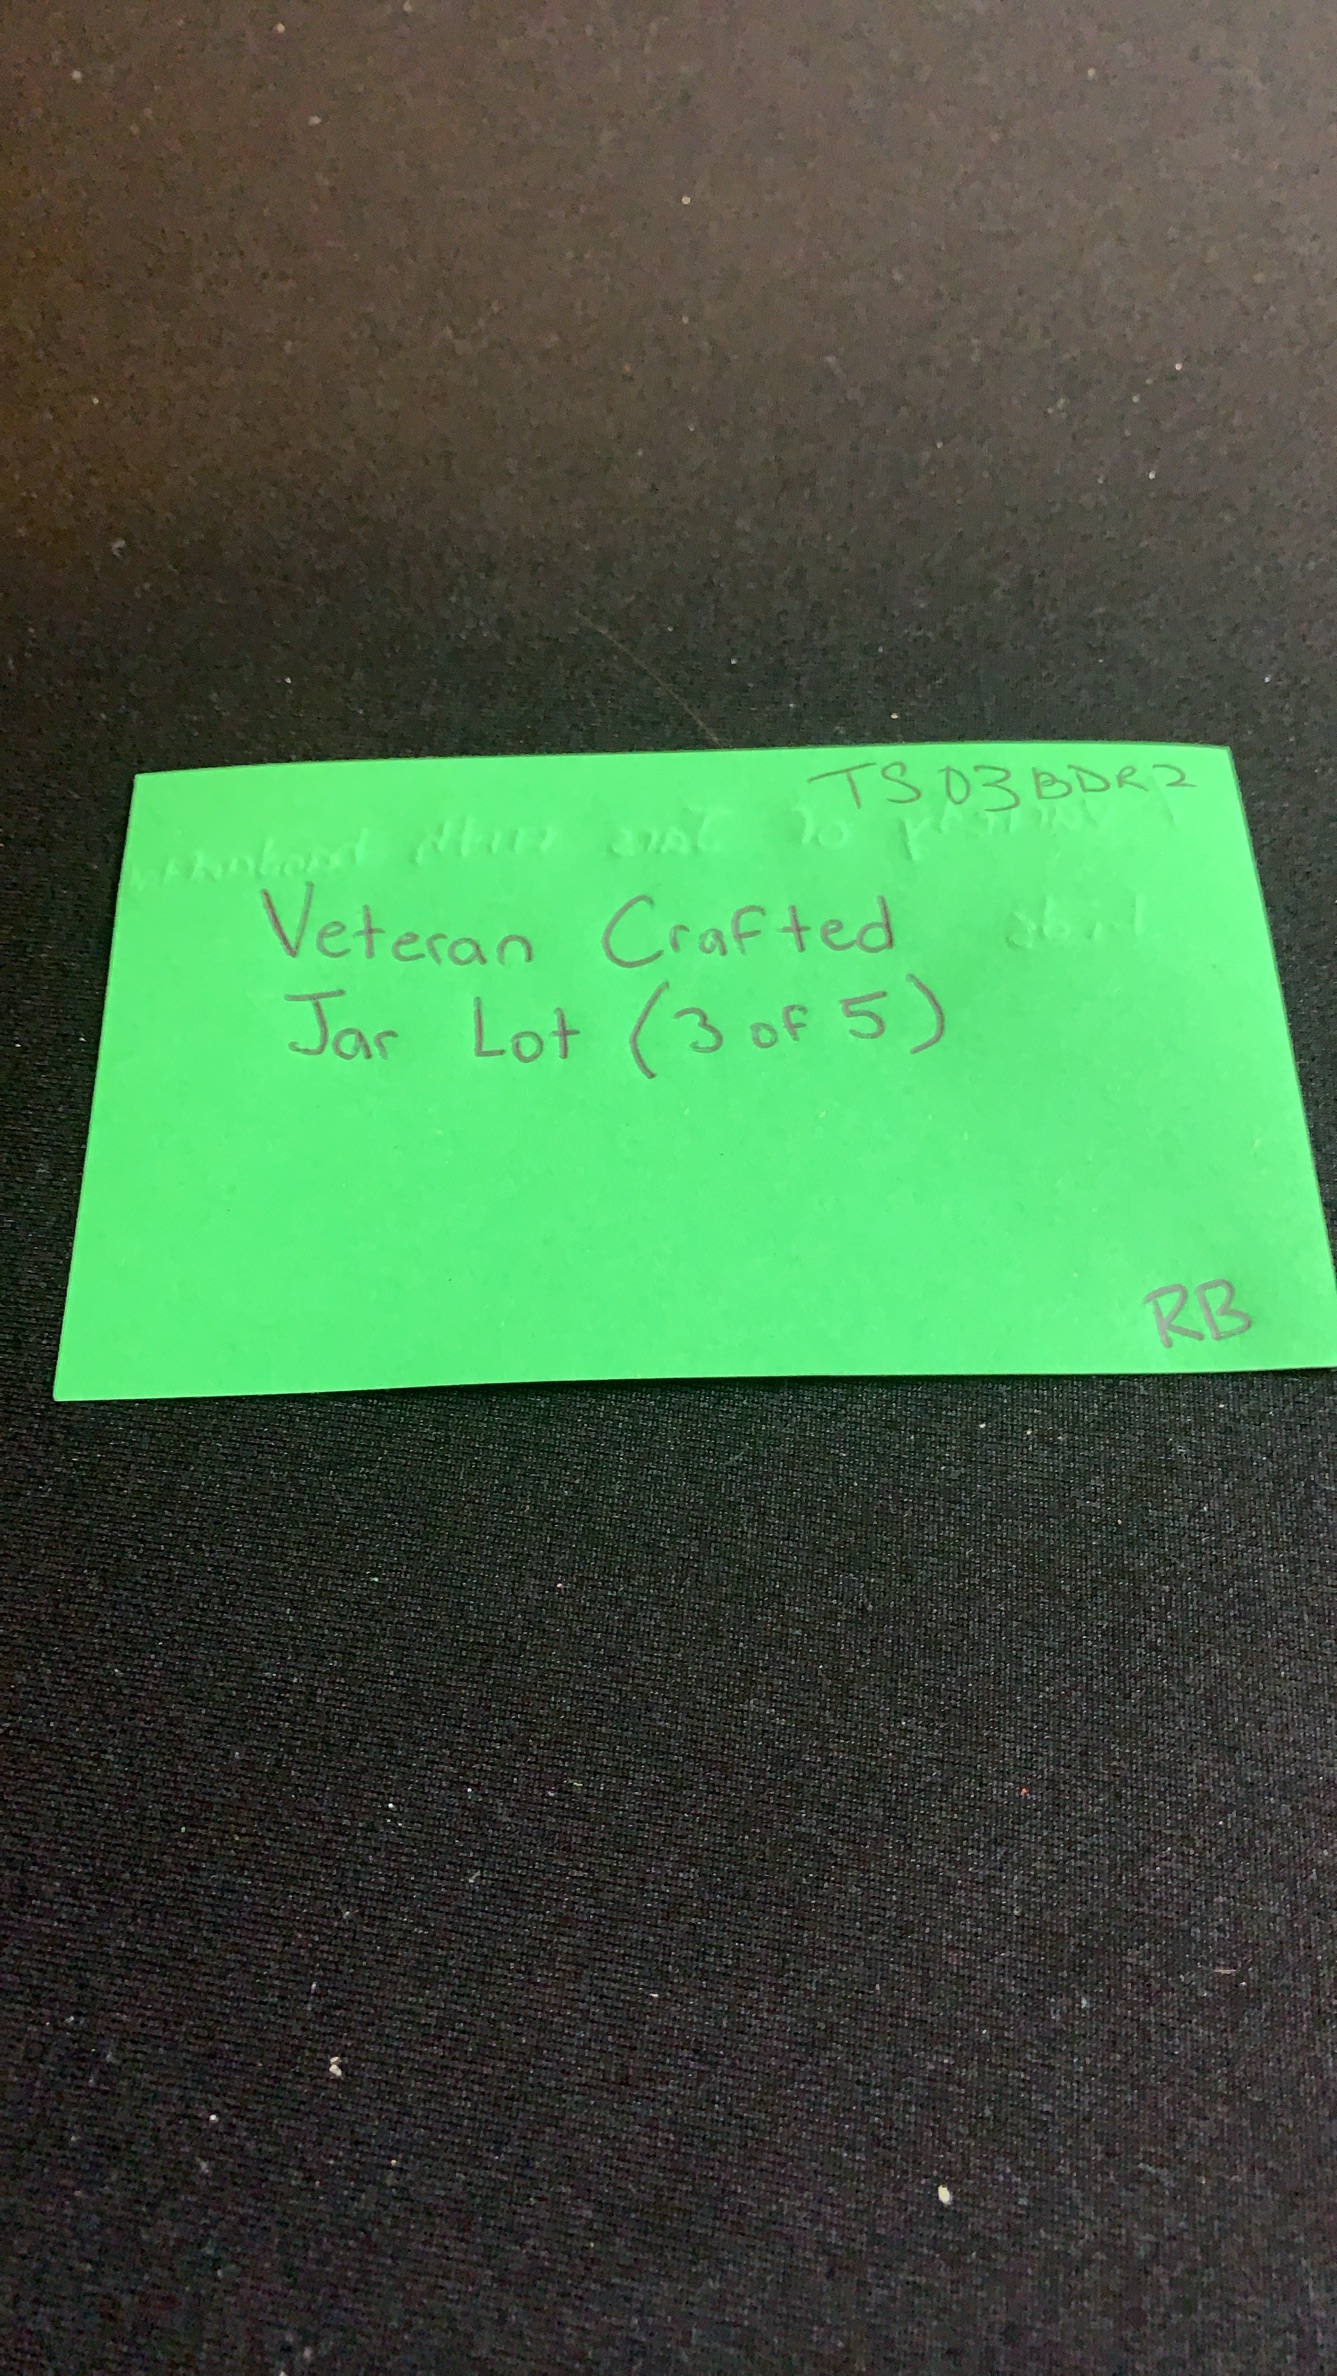 TS03BDR2
Veteran Crafted
Jar Lot (3 of 5)
RB